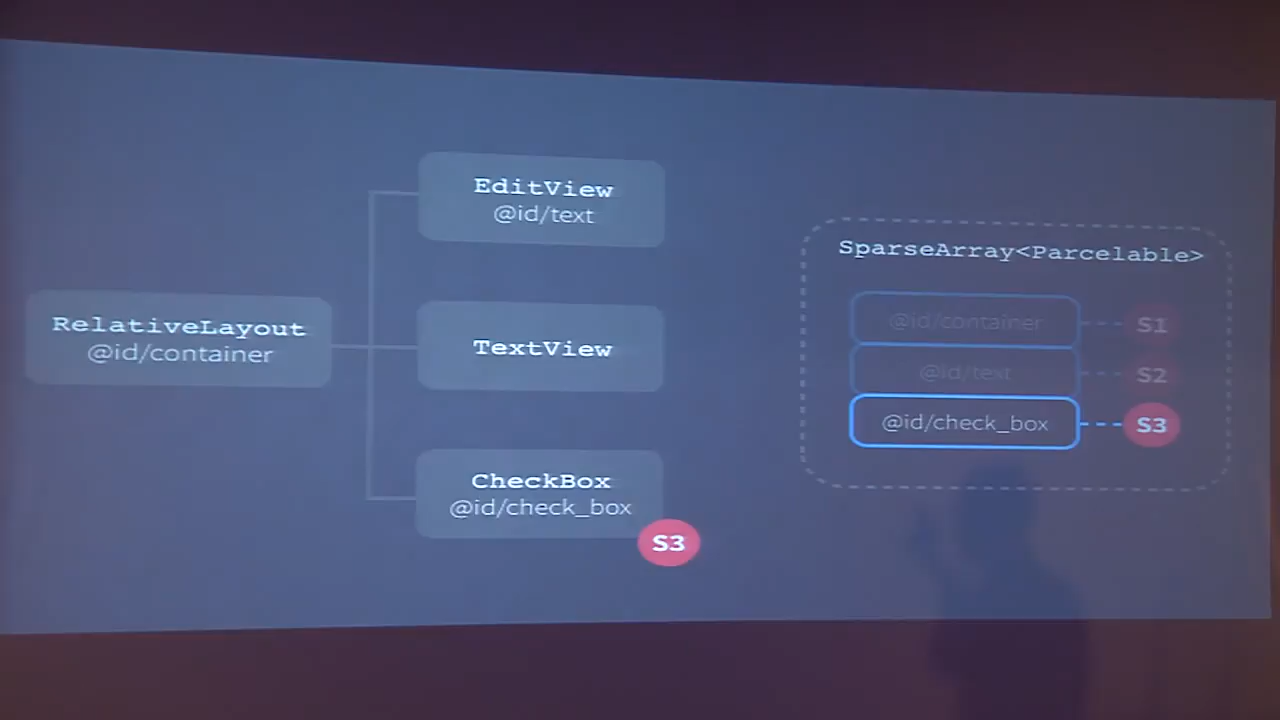 EditView
@id/text
RelativeLayout
@id/container
TextView
CheckBox
@id/check_box
S3
SparseArray<Parcelable>
@id/container
S1
@id/text
S2
@id/check_box
S3